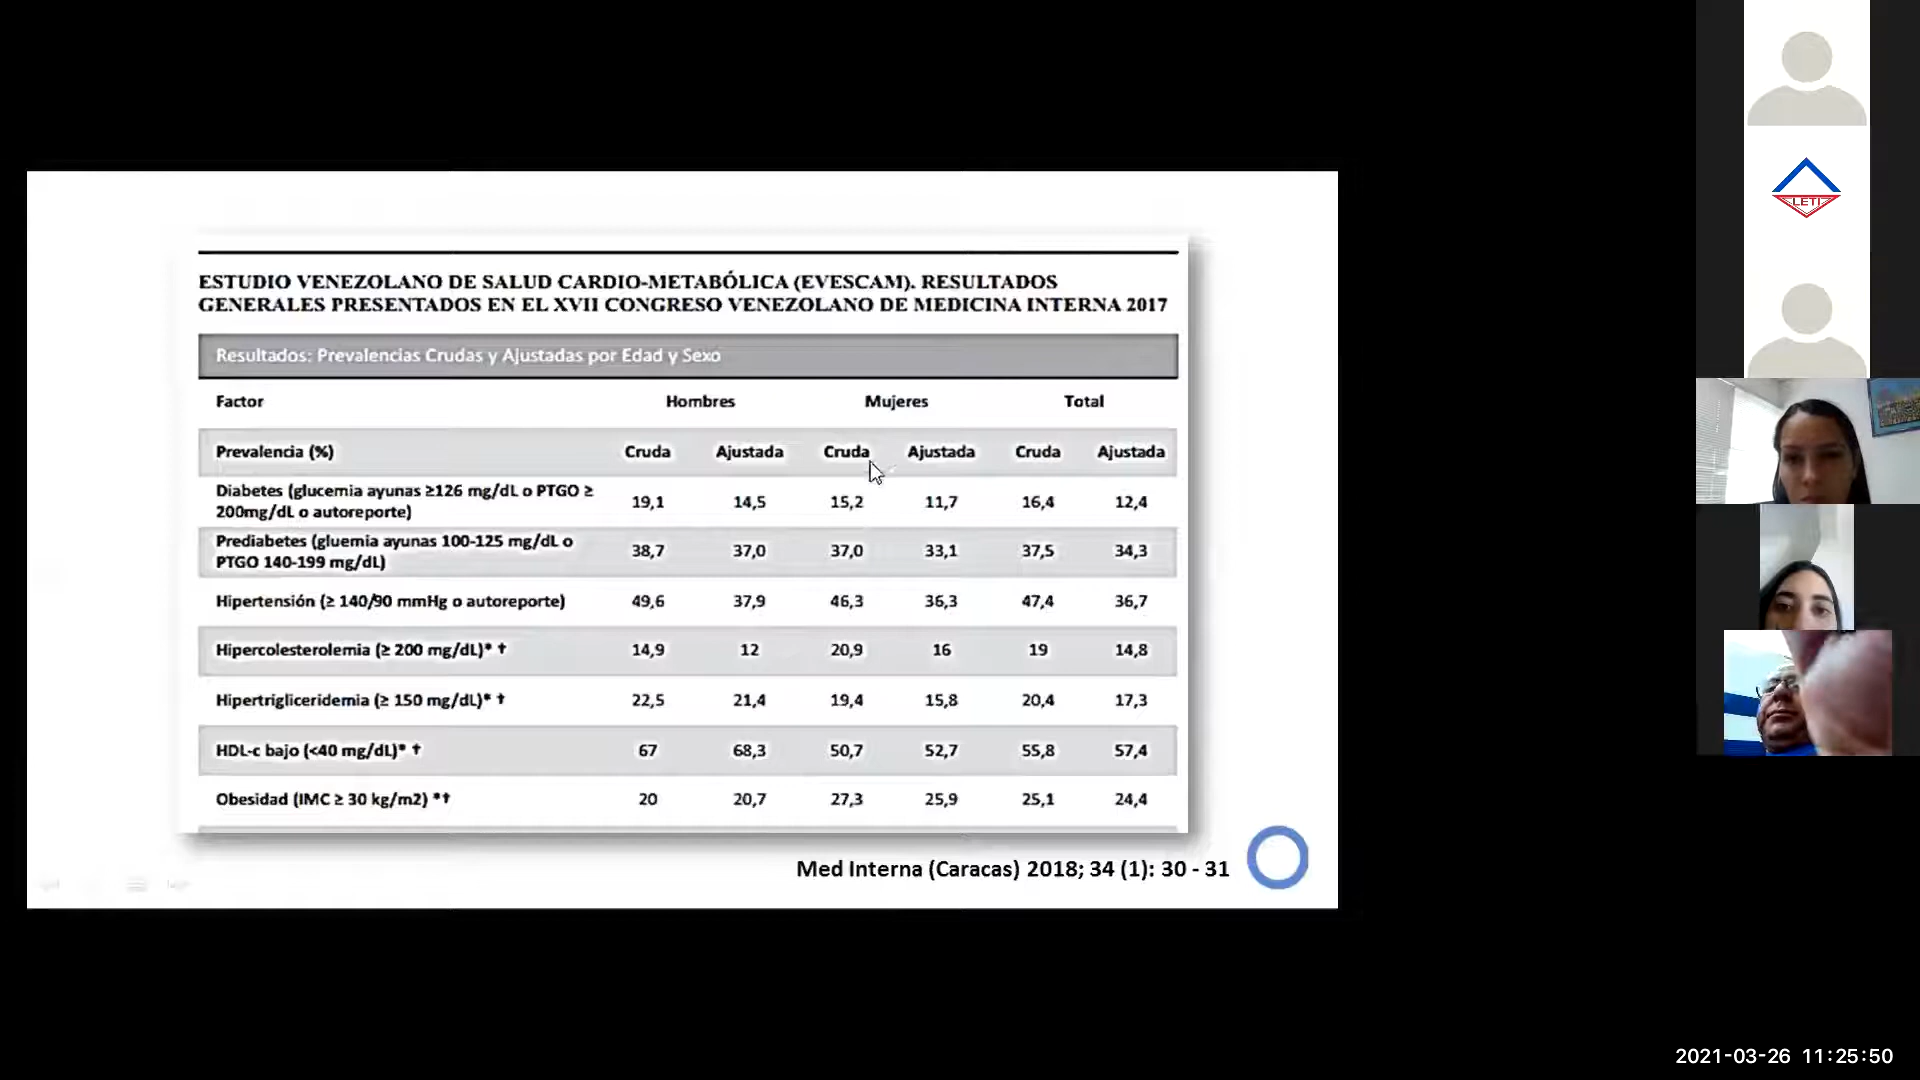 ESTUDIO VENEZOLANO DE SALUD CARDIO-METABÓLICA (EVESCAM). RESULTADOS
GENERALES PRESENTADOS EN EL XVII CONGRESO VENEZOLANO DE MEDICINA INTERNA 2017
Resultados: Prevalencias Crudas y Ajustadas por Edad y Sexo
Factor Hombres Mujeres Total
Prevalencia (%) Cruda Ajustada Cruda Ajustada Cruda Ajustada
Diabetes (glucemia ayunas ≥126 mg/dL o PTGO ≥
200mg/dL o autoreporte) 19,1 14,5 15,2 11,7 16,4 12,4
Prediabetes (gluemia ayunas 100-125 mg/dL o
PTGO 140-199 mg/dL) 38,7 37,0 37,0 33,1 37,5 34,3
Hipertensión (≥ 140/90 mmHg o autoreporte) 49,6 37,9 46,3 36,3 47,4 36,7
Hipercolesterolemia (≥ 200 mg/dL)* † 14,9 12 20,9 16 19 14,8
Hipertrigliceridemia (≥ 150 mg/dL)* † 22,5 21,4 19,4 15,8 20,4 17,3
HDL-c bajo (<40 mg/dL)* † 67 68,3 50,7 52,7 55,8 57,4
Obesidad (IMC ≥ 30 kg/m2) *† 20 20,7 27,3 25,9 25,1 24,4
Med Interna (Caracas) 2018; 34 (1): 30 - 31
LETI
2021-03-26 11:25:50